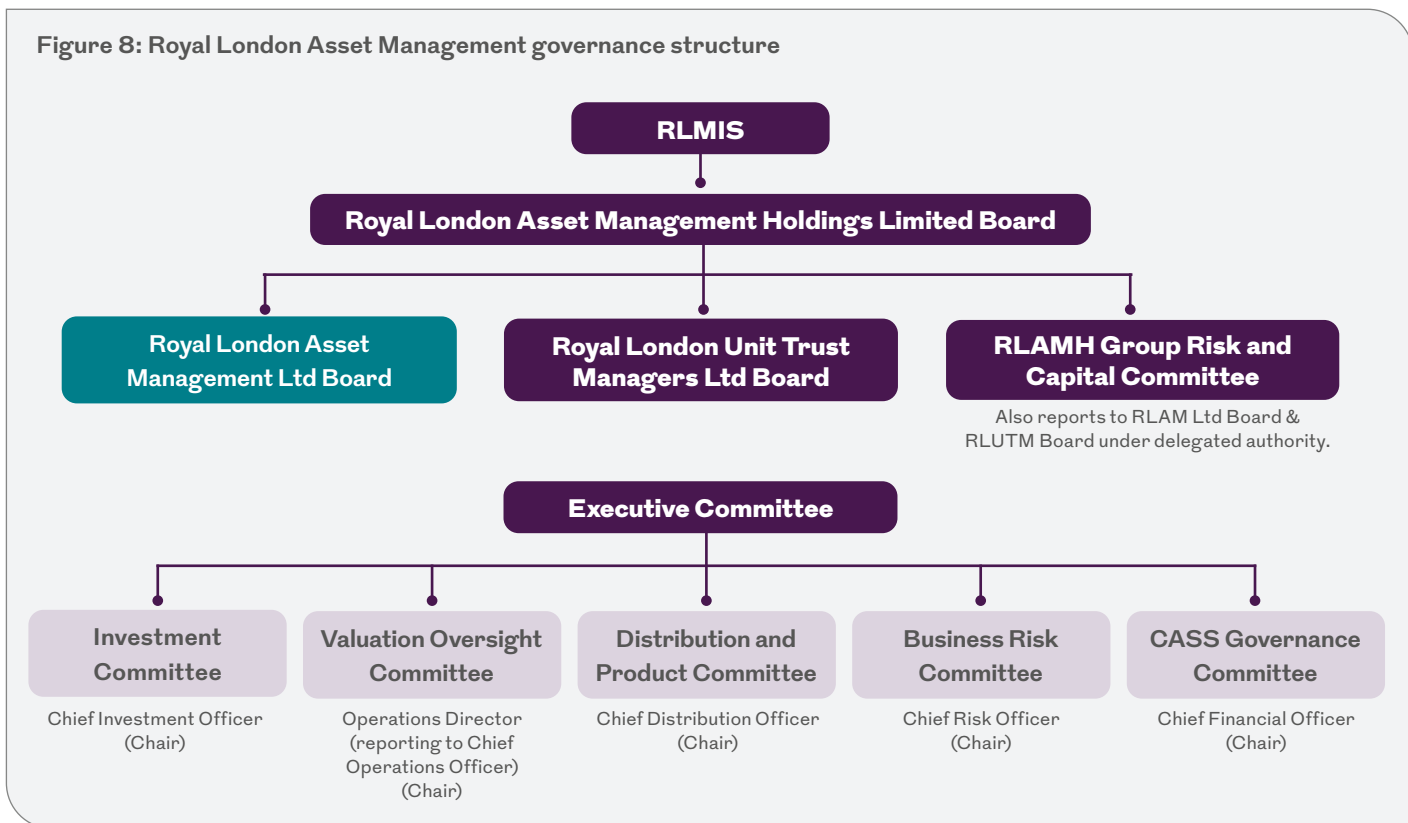 Figure 8: Royal London Asset Management governance structure
RLMIS
Royal London Asset Management Holdings Limited Board
Royal London Asset
Management Ltd Board
Royal London Unit Trust
Managers Ltd Board
RLAMH Group Risk and
Capital Committee
Also reports to RLAM Ltd Board &
RLUTM Board under delegated authority.
Executive Committee
Investment
Committee
Chief Investment Officer
(Chair)
Valuation Oversight
Committee
Operations Director
(reporting to Chief
Operations Officer)
(Chair)
Distribution and
Product Committee
Chief Distribution Officer
(Chair)
Business Risk
Committee
Chief Risk Officer
(Chair)
CASS Governance
Committee
Chief Financial Officer
(Chair)